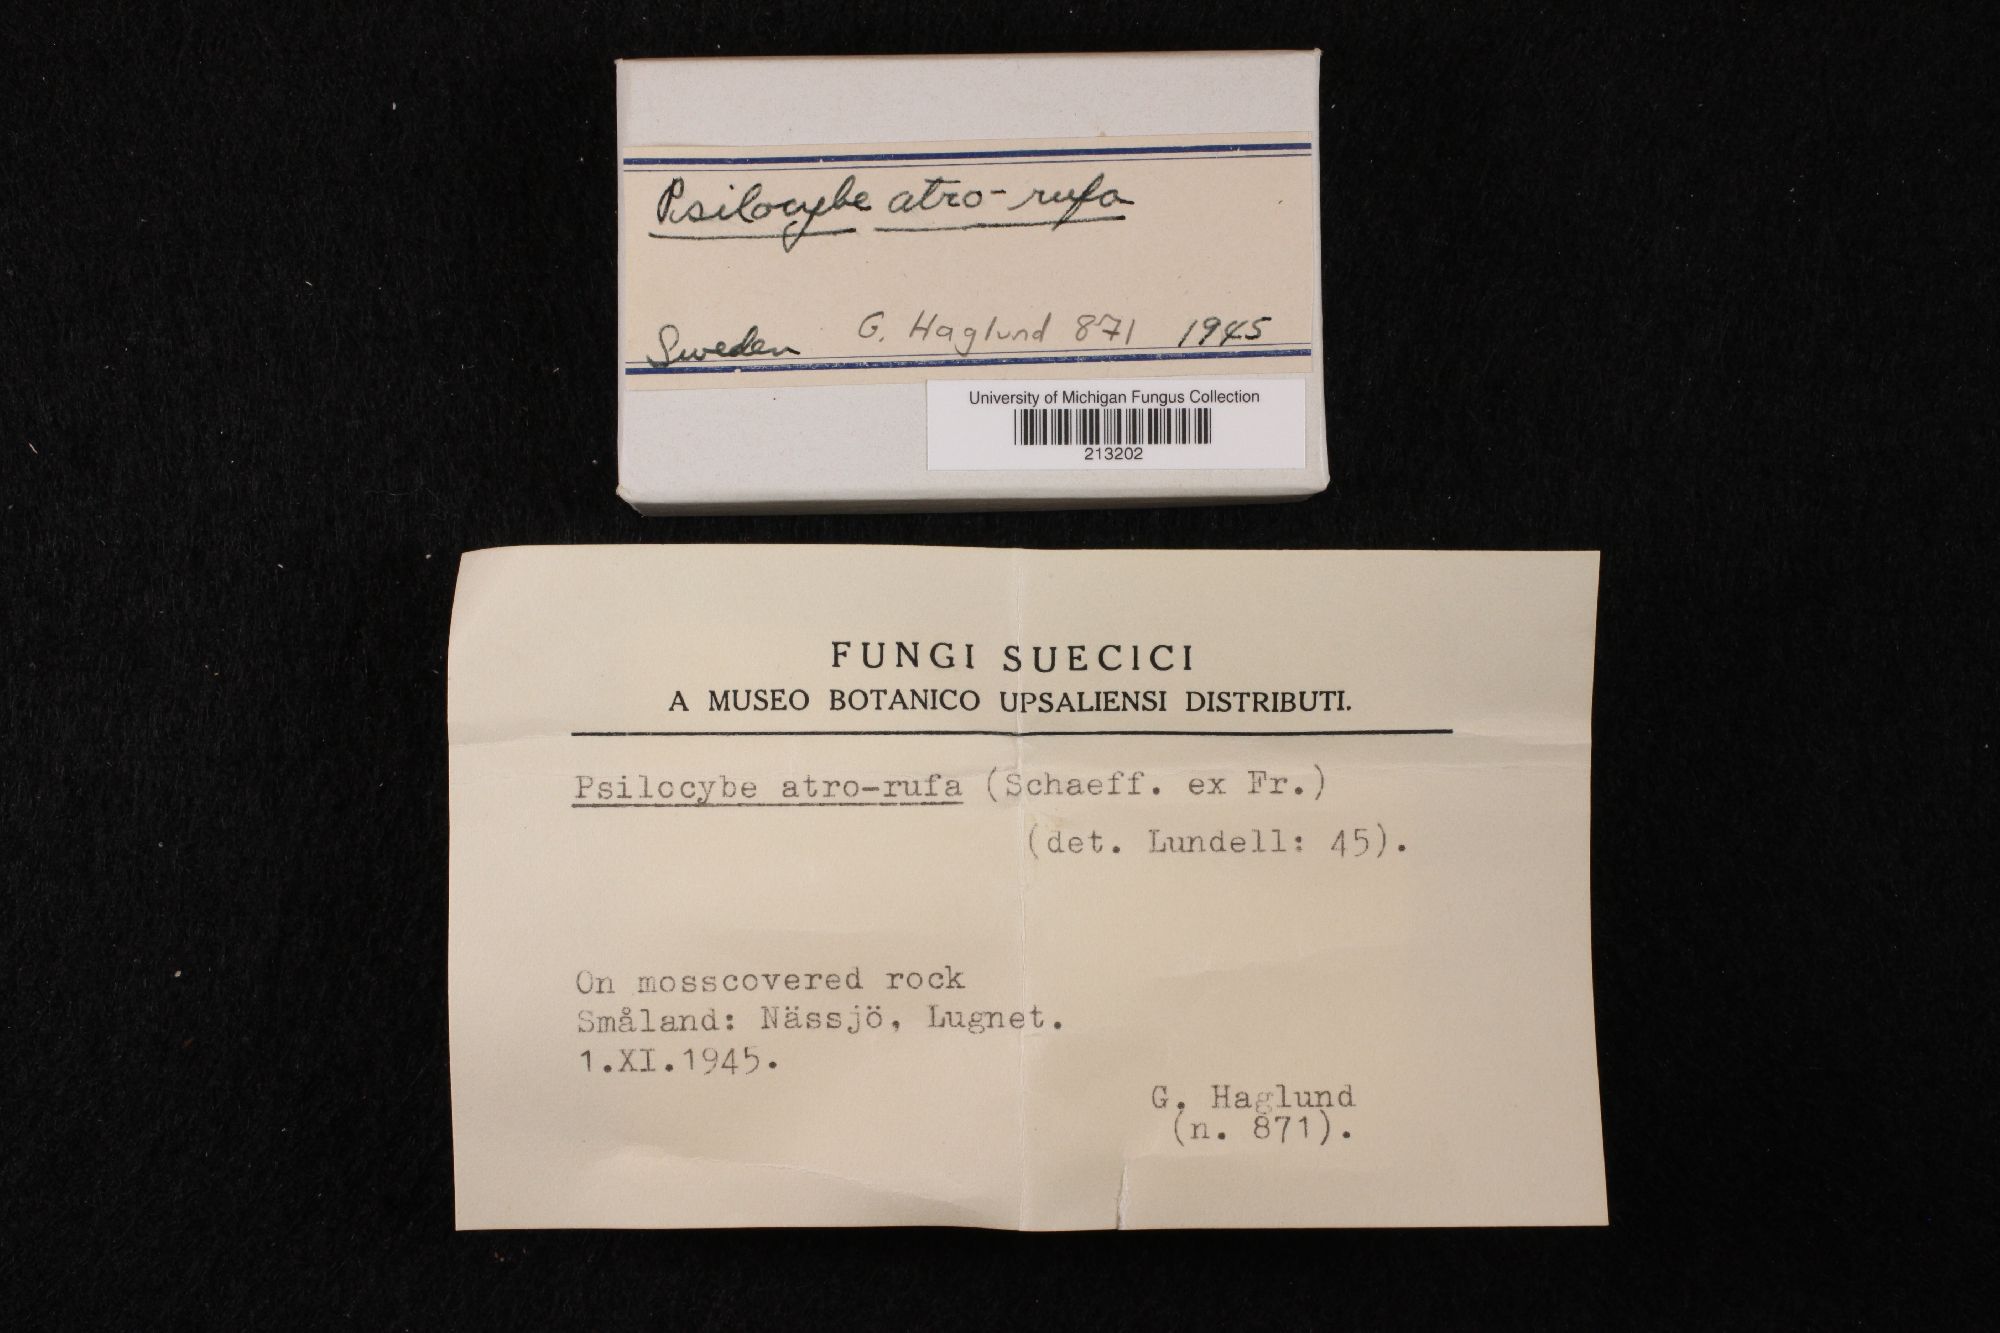 Psilocybe atro-rufa
Sweden G. Haglund 871 1945
University of Michigan Fungus Collection
213202
FUNGI SUECICI
A MUSEO BOTANICO UPSALIENSI DISTRIBUTI.
Psilocybe atro-rufa (Schaeff. ex Fr.)
(det. Lundell: 45).
On mosscovered rock
Småland: Nässjö, Lugnet.
1.XI.1945.
G. Haglund
(n. 871).